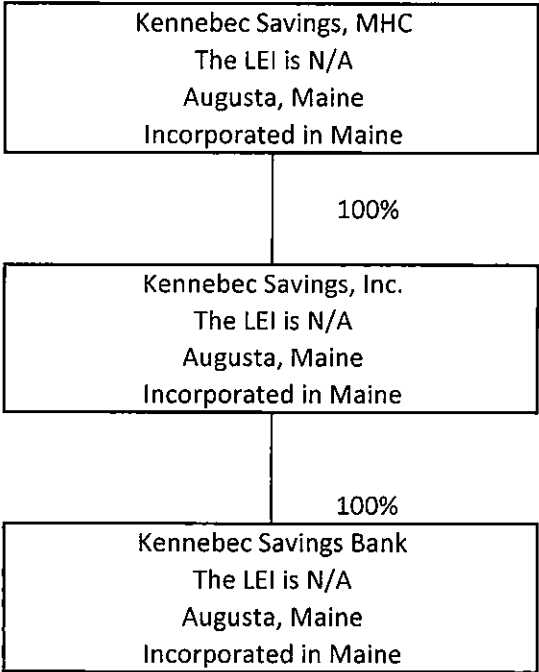 Kennebec Savings, MHC
The LEI is N/A
Augusta, Maine
Incorporated in Maine
100%
Kennebec Savings, Inc.
The LEI is N/A
Augusta, Maine
Incorporated in Maine
100%
Kennebec Savings Bank
The LEI is N/A
Augusta, Maine
Incorporated in Maine